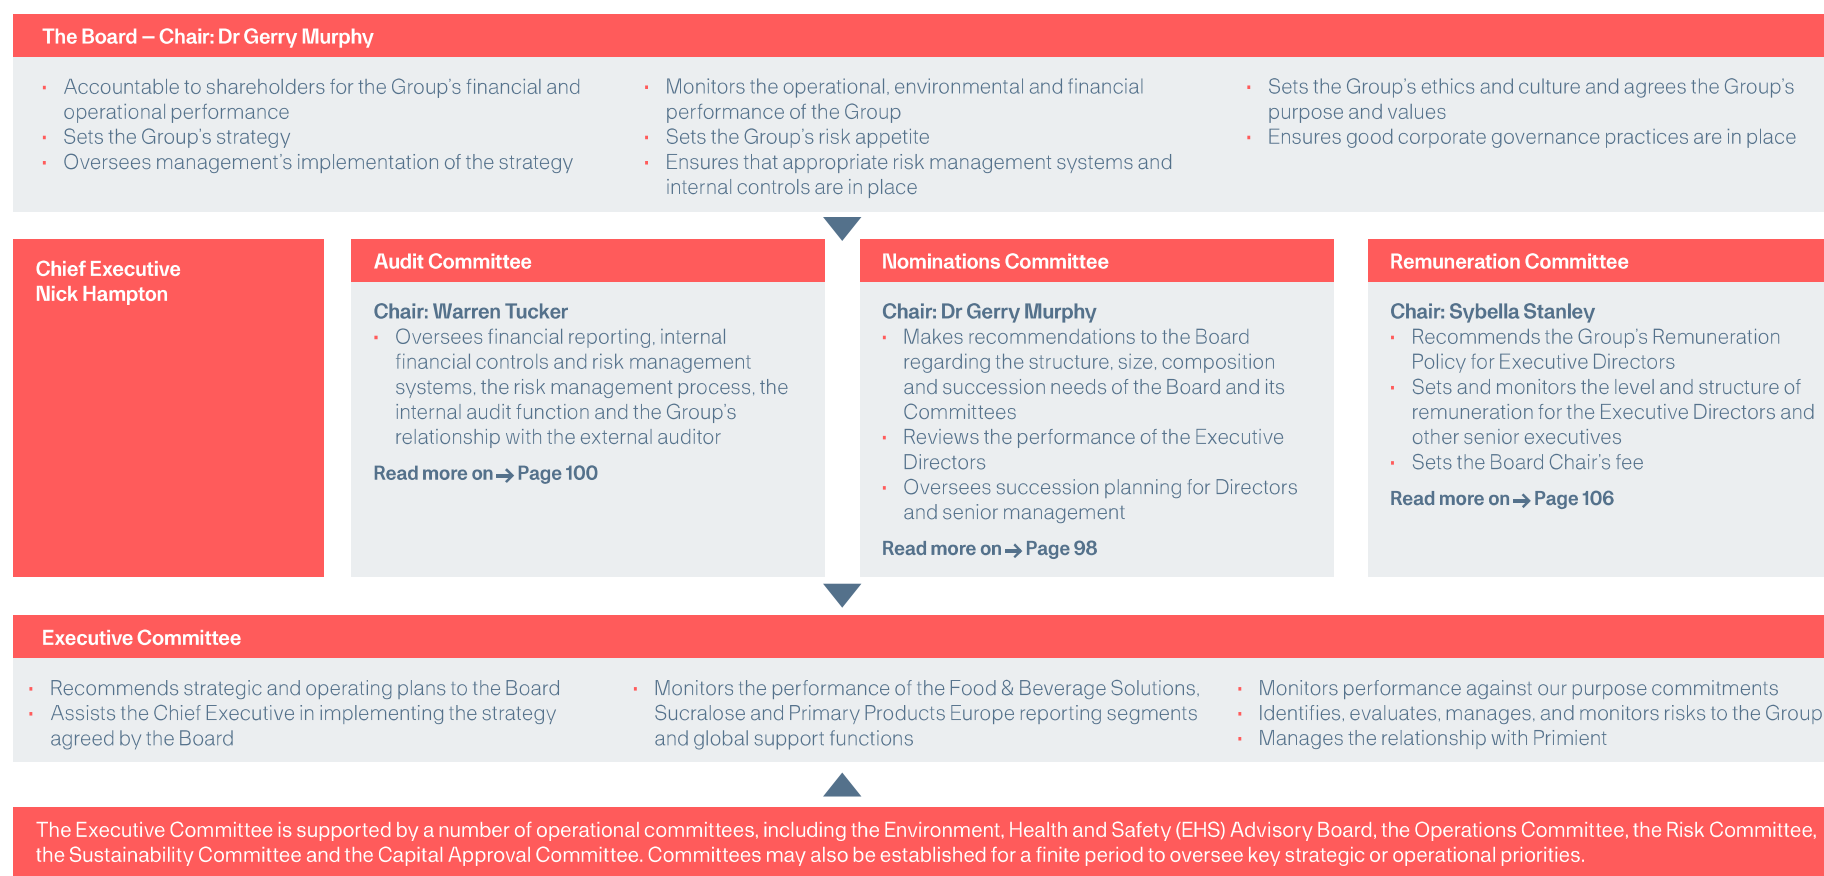 The Board – Chair: Dr Gerry Murphy
· Accountable to shareholders for the Group's financial and
operational performance
· Sets the Group's strategy
· Oversees management's implementation of the strategy
· Monitors the operational, environmental and financial
performance of the Group
· Sets the Group's risk appetite
· Ensures that appropriate risk management systems and
internal controls are in place
· Sets the Group's ethics and culture and agrees the Group's
purpose and values
· Ensures good corporate governance practices are in place
Chief Executive
Nick Hampton
Audit Committee
Chair: Warren Tucker
· Oversees financial reporting, internal
financial controls and risk management
systems, the risk management process, the
internal audit function and the Group's
relationship with the external auditor
Read more on → Page 100
Nominations Committee
Chair: Dr Gerry Murphy
· Makes recommendations to the Board
regarding the structure, size, composition
and succession needs of the Board and its
Committees
· Reviews the performance of the Executive
Directors
· Oversees succession planning for Directors
and senior management
Read more on → Page 98
Remuneration Committee
Chair: Sybella Stanley
· Recommends the Group's Remuneration
Policy for Executive Directors
· Sets and monitors the level and structure of
remuneration for the Executive Directors and
other senior executives
· Sets the Board Chair's fee
Read more on → Page 106
Executive Committee
· Recommends strategic and operating plans to the Board
· Assists the Chief Executive in implementing the strategy
agreed by the Board
· Monitors the performance of the Food & Beverage Solutions,
Sucralose and Primary Products Europe reporting segments
and global support functions
· Monitors performance against our purpose commitments
· Identifies, evaluates, manages, and monitors risks to the Group
· Manages the relationship with Primient
The Executive Committee is supported by a number of operational committees, including the Environment, Health and Safety (EHS) Advisory Board, the Operations Committee, the Risk Committee,
the Sustainability Committee and the Capital Approval Committee. Committees may also be established for a finite period to oversee key strategic or operational priorities.